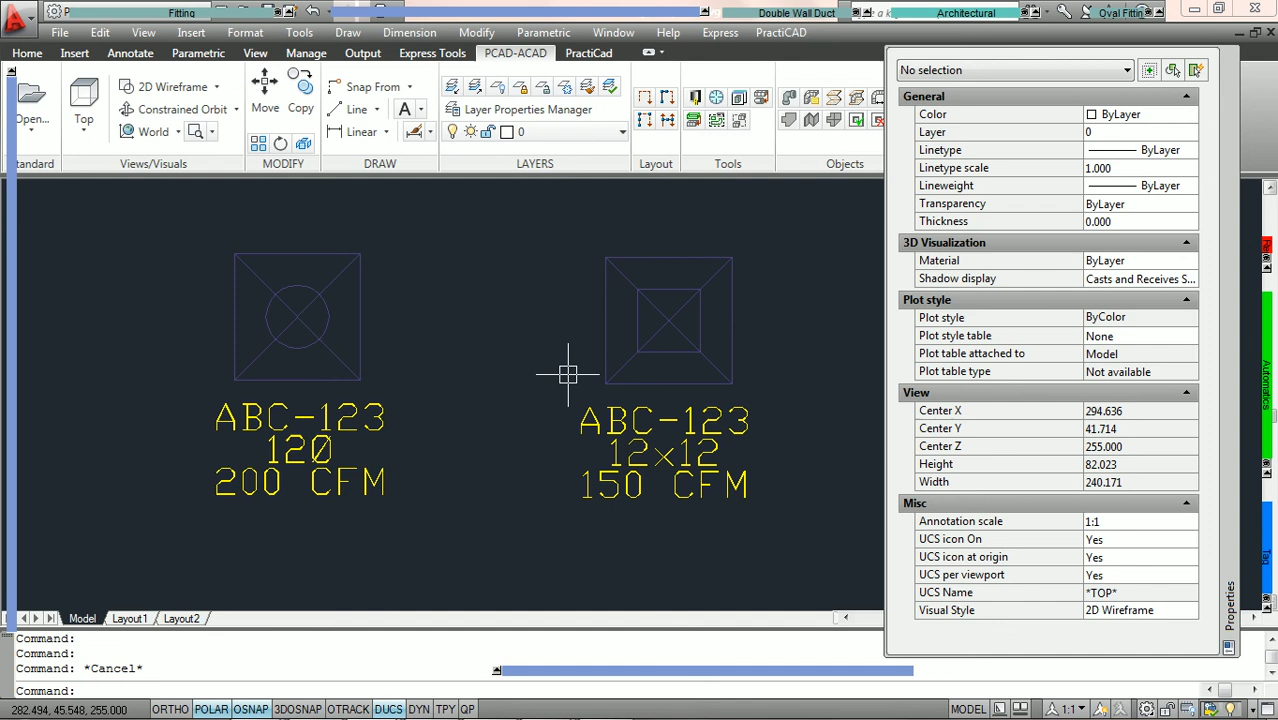 P
Fitting
Double Wall Duct
a k
Architectural
Oval Fittin
File Edit View Insert Format Tools Draw Dimension Modify Parametric Window Help Express PractiCAD
Home Insert Annotate Parametric View Manage Output Express Tools PCAD-ACAD PractiCad
2D Wireframe
Snap From
Constrained Orbit
Line
A
Layer Properties Manager
Open...
Top
World
Move
Copy
Linear
0
tandard
Views/Visuals
MODIFY
DRAW
LAYERS
Layout
Tools
Objects
No selection
General
Color ByLayer
Layer 0
Linetype ByLayer
Linetype scale 1.000
Lineweight ByLayer
Transparency ByLayer
Thickness 0.000
3D Visualization
Material ByLayer
Shadow display Casts and Receives S...
Plot style
Plot style ByColor
Plot style table None
Plot table attached to Model
Plot table type Not available
View
Center X 294.636
Center Y 41.714
Center Z 255.000
Height 82.023
Width 240.171
Misc
Annotation scale 1:1
UCS icon On Yes
UCS icon at origin Yes
UCS per viewport Yes
UCS Name *TOP*
Visual Style 2D Wireframe
Properties
ABC-123
12Ø
200 CFM
ABC-123
12x12
150 CFM
Automatics
Tag
Model Layout1 Layout2
Command:
Command:
Command: *Cancel*
Command:
282.494, 45.548, 255.000
ORTHO POLAR OSNAP 3DOSNAP OTRACK DUCS DYN TPY QP
MODEL
1:1